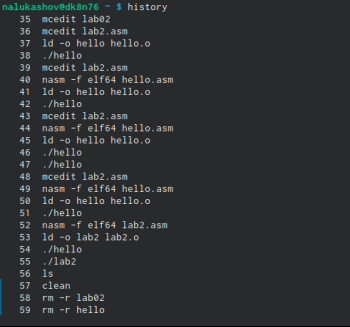 nalukashov@dk8n76 ~ $ history
35 mcedit lab02
36 mcedit lab2.asm
37 ld -o hello hello.o
38 ./hello
39 mcedit lab2.asm
40 nasm -f elf64 hello.asm
41 ld -o hello hello.o
42 ./hello
43 mcedit lab2.asm
44 nasm -f elf64 hello.asm
45 ld -o hello hello.o
46 ./hello
47 ./hello
48 mcedit lab2.asm
49 nasm -f elf64 hello.asm
50 ld -o hello hello.o
51 ./hello
52 nasm -f elf64 lab2.asm
53 ld -o lab2 lab2.o
54 ./hello
55 ./lab2
56 ls
57 clean
58 rm -r lab02
59 rm -r hello